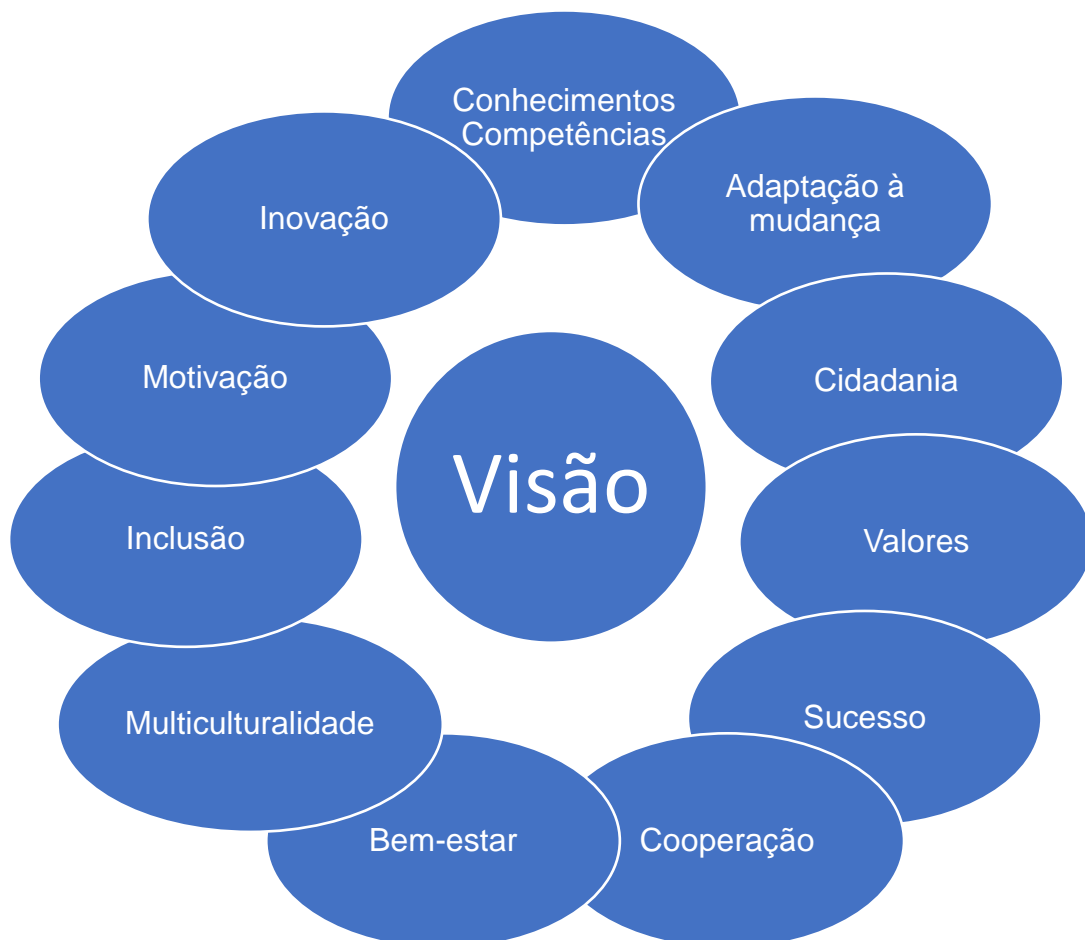 Conhecimentos
Competências
Adaptação à
mudança
Cidadania
Valores
Sucesso
Cooperação
Bem-estar
Multiculturalidade
Inclusão
Motivação
Inovação
Visão